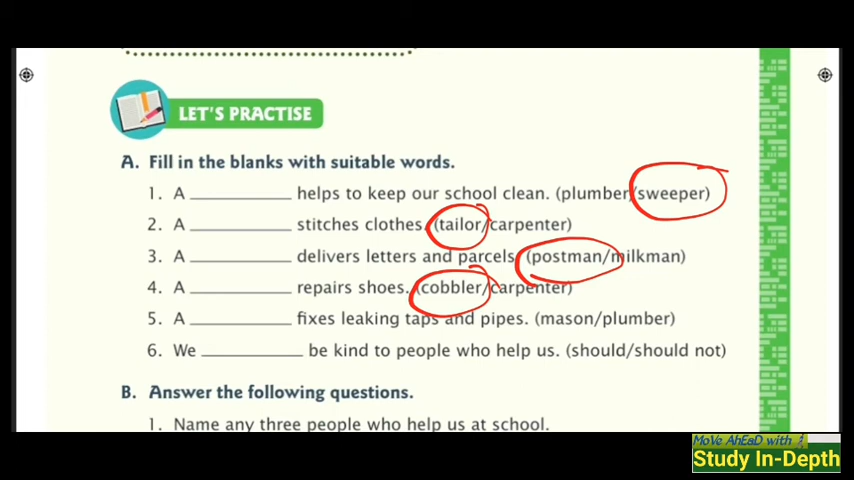 LET'S PRACTISE
A. Fill in the blanks with suitable words.
1. A __________ helps to keep our school clean. (plumber/sweeper)
2. A __________ stitches clothes. (tailor/carpenter)
3. A __________ delivers letters and parcels. (postman/milkman)
4. A __________ repairs shoes. (cobbler/carpenter)
5. A __________ fixes leaking taps and pipes. (mason/plumber)
6. We __________ be kind to people who help us. (should/should not)
B. Answer the following questions.
1. Name any three people who help us at school.
MoVe AhEaD with
Study In-Depth